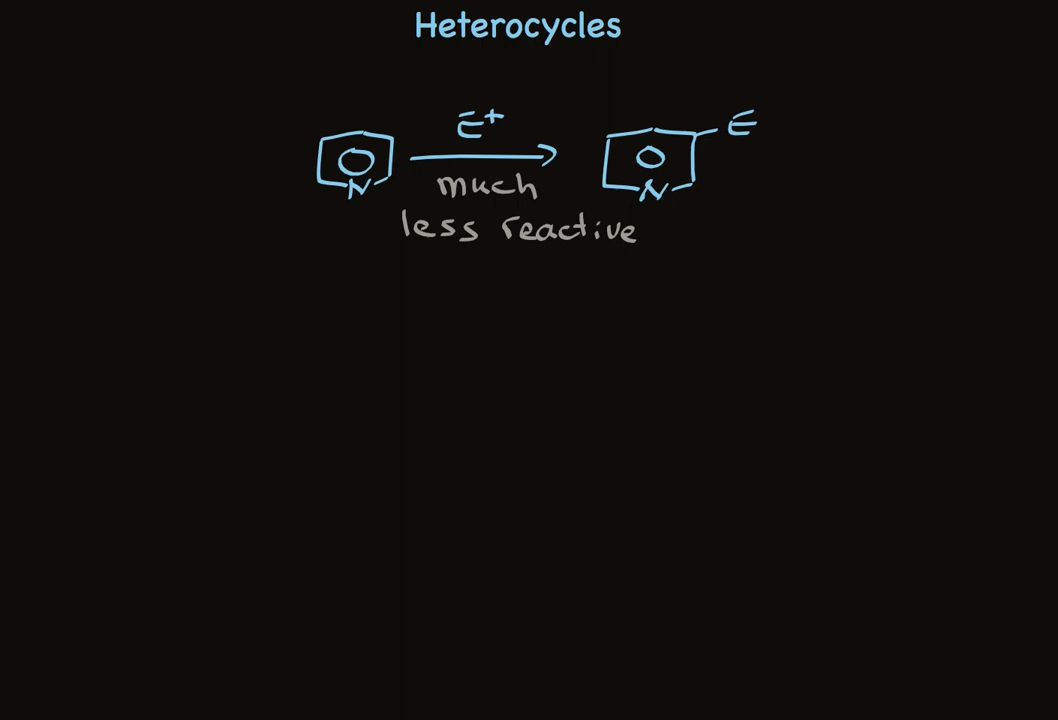 Heterocycles
E+
E
N
N
much
less reactive